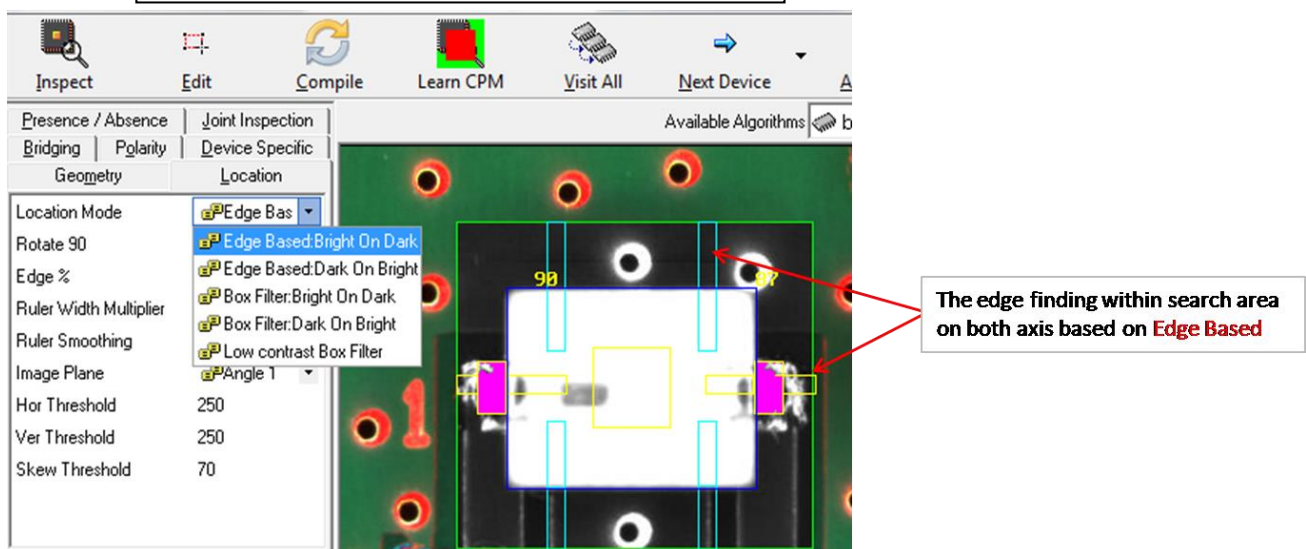 Inspect
Edit
Compile
Learn CPM
Visit All
Next Device
A
Presence / Absence
Joint Inspection
Available Algorithms
b
Bridging
Polarity
Device Specific
Geometry
Location
Location Mode
Edge Bas
Rotate 90
Edge Based:Bright On Dark
Edge %
Edge Based:Dark On Bright
90
87
Ruler Width Multiplier
Box Filter:Bright On Dark
The edge finding within search area
on both axis based on Edge Based
Ruler Smoothing
Box Filter:Dark On Bright
Low contrast Box Filter
Image Plane
Angle 1
Hor Threshold
250
1
Ver Threshold
250
Skew Threshold
70